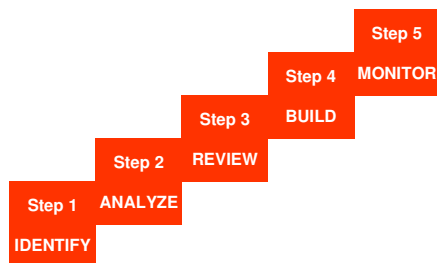 Step 1
IDENTIFY
Step 2
ANALYZE
Step 3
REVIEW
Step 4
BUILD
Step 5
MONITOR